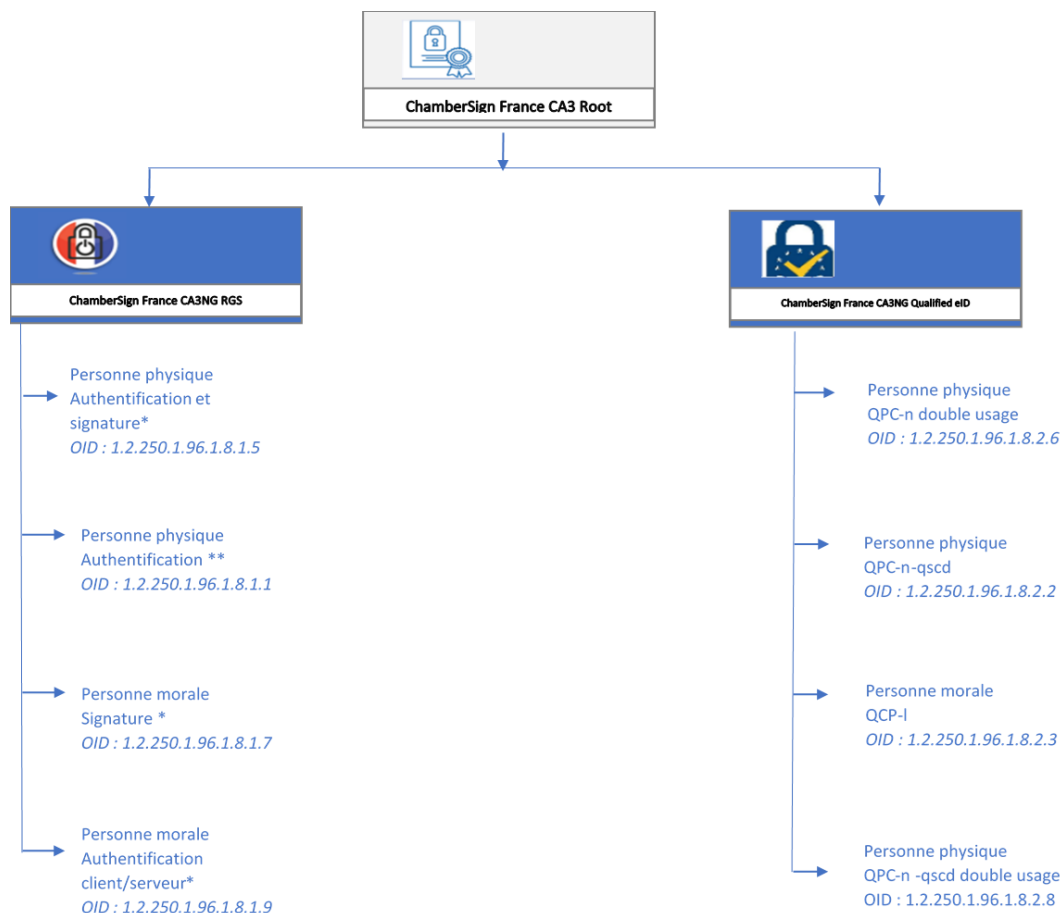 ChamberSign France CA3 Root
ChamberSign France CA3NG RGS
Personne physique
Authentification et
signature*
OID : 1.2.250.1.96.1.8.1.5
Personne physique
Authentification **
OID : 1.2.250.1.96.1.8.1.1
Personne morale
Signature *
OID : 1.2.250.1.96.1.8.1.7
Personne morale
Authentification
client/serveur*
OID : 1.2.250.1.96.1.8.1.9
ChamberSign France CA3NG Qualified eID
Personne physique
QPC-n double usage
OID : 1.2.250.1.96.1.8.2.6
Personne physique
QPC-n-qscd
OID : 1.2.250.1.96.1.8.2.2
Personne morale
QCP-l
OID : 1.2.250.1.96.1.8.2.3
Personne physique
QPC-n -qscd double usage
OID : 1.2.250.1.96.1.8.2.8